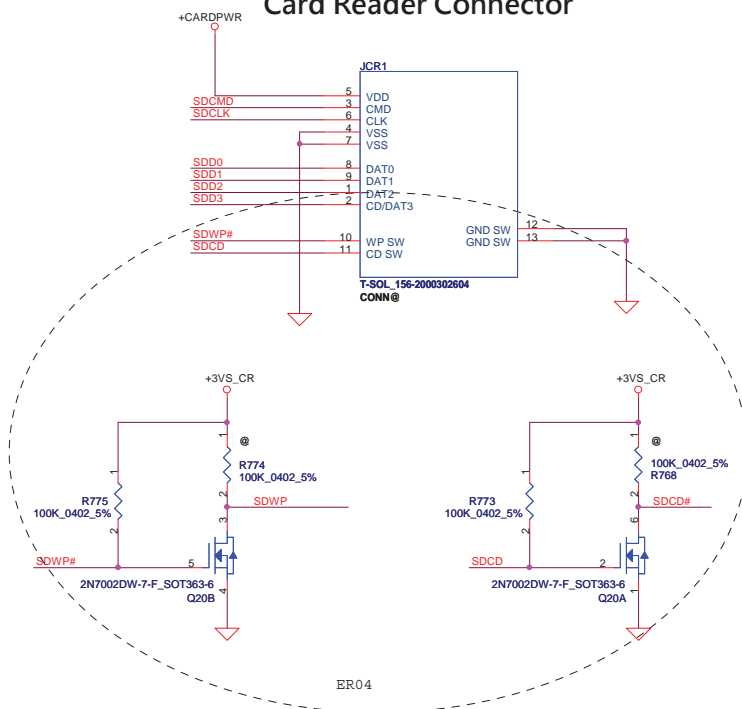 Card Reader Connector
+CARDPWR
JCR1
5 VDD
SDCMD 3 CMD
SDCLK 6 CLK
4 VSS
7 VSS
SDD0 8 DAT0
SDD1 9 DAT1
SDD2 1 DAT2
SDD3 2 CD/DAT3
GND SW 12
GND SW 13
SDWP# 10 WP SW
SDCD 11 CD SW
T-SOL_156-2000302604
CONN@
+3VS_CR
1
@
R774
100K_0402_5%
2
1
R775
100K_0402_5%
2
SDWP
3
SDWP#
5
2N7002DW-7-F_SOT363-6
Q20B
4
+3VS_CR
1
@
100K_0402_5%
R768
2
1
R773
100K_0402_5%
2
SDCD#
6
SDCD
2
2N7002DW-7-F_SOT363-6
Q20A
1
ER04